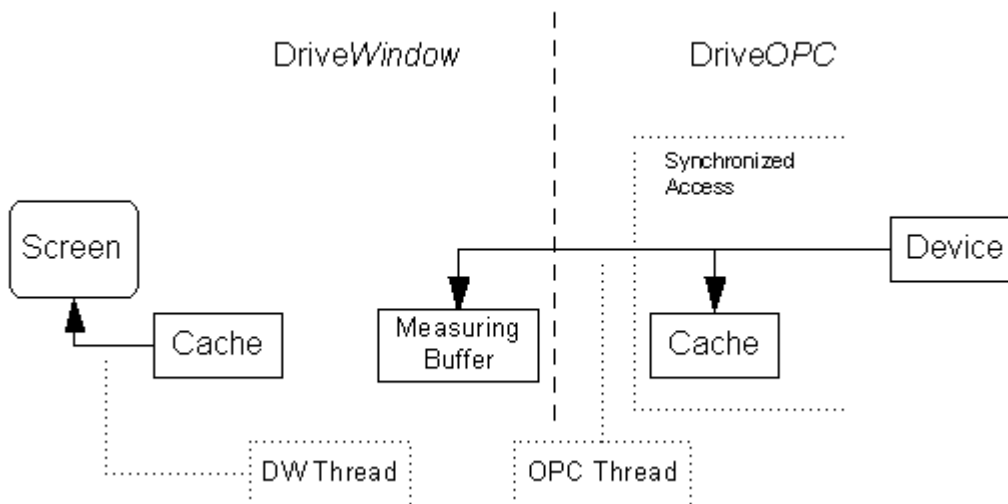 DriveWindow
DriveOPC
Synchronized
Access
Screen
Device
Cache
Measuring
Buffer
Cache
DW Thread
OPC Thread